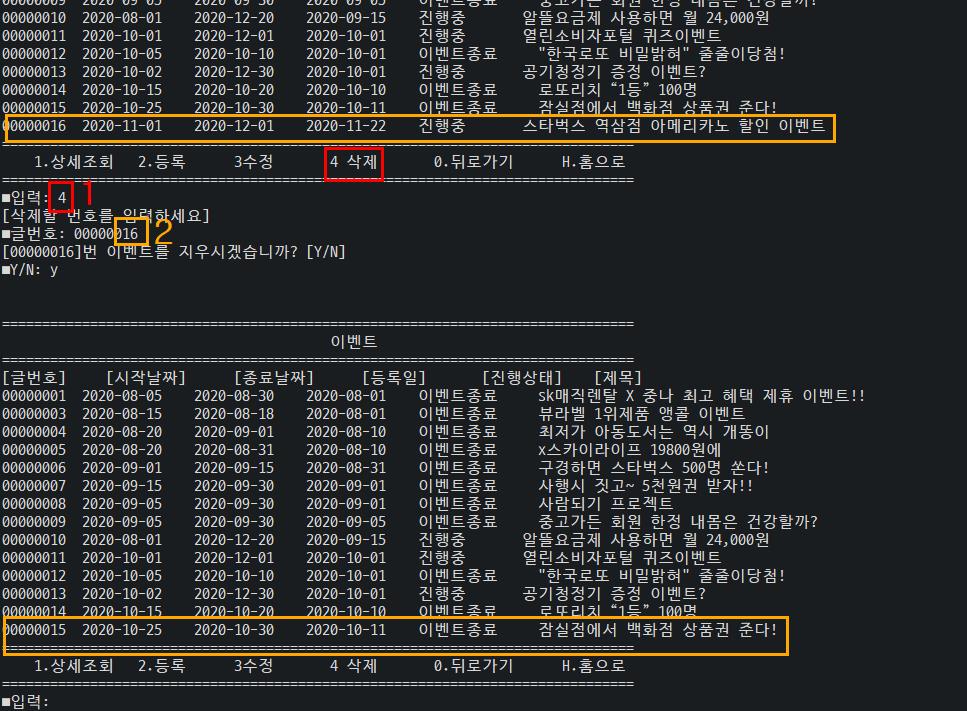 00000009 2020-09-05 2020-09-30 2020-09-05 이벤트종료 중고가든 회원 한정 내몸은 건강할까?
00000010 2020-08-01 2020-12-20 2020-09-15 진행중 알뜰요금제 사용하면 월 24,000원
00000011 2020-10-01 2020-12-01 2020-10-01 진행중 열린소비자포털 퀴즈이벤트
00000012 2020-10-05 2020-10-10 2020-10-01 이벤트종료 "한국로또 비밀밝혀" 줄줄이당첨!
00000013 2020-10-02 2020-12-30 2020-10-01 진행중 공기청정기 증정 이벤트?
00000014 2020-10-15 2020-10-20 2020-10-10 이벤트종료 로또리치 “1등” 100명
00000015 2020-10-25 2020-10-30 2020-10-11 이벤트종료 잠실점에서 백화점 상품권 준다!
00000016 2020-11-01 2020-12-01 2020-11-22 진행중 스타벅스 역삼점 아메리카노 할인 이벤트
===============================================================================
1.상세조회 2.등록 3수정 4 삭제 0.뒤로가기 H.홈으로
===============================================================================
■입력: 4 1
[삭제할 번호를 입력하세요]
■글번호: 00000016 2
[00000016]번 이벤트를 지우시겠습니까? [Y/N]
■Y/N: y
===============================================================================
이벤트
===============================================================================
[글번호] [시작날짜] [종료날짜] [등록일] [진행상태] [제목]
00000001 2020-08-05 2020-08-30 2020-08-01 이벤트종료 sk매직렌탈 X 중나 최고 혜택 제휴 이벤트!!
00000003 2020-08-15 2020-08-18 2020-08-01 이벤트종료 뷰라벨 1위제품 앵콜 이벤트
00000004 2020-08-20 2020-09-01 2020-08-10 이벤트종료 최저가 아동도서는 역시 개똥이
00000005 2020-08-20 2020-08-31 2020-08-10 이벤트종료 x스카이라이프 19800원에
00000006 2020-09-01 2020-09-15 2020-08-31 이벤트종료 구경하면 스타벅스 500명 쏜다!
00000007 2020-09-15 2020-09-30 2020-09-01 이벤트종료 사행시 짓고~ 5천원권 받자!!
00000008 2020-09-05 2020-09-30 2020-09-01 이벤트종료 사람되기 프로젝트
00000009 2020-09-05 2020-09-30 2020-09-05 이벤트종료 중고가든 회원 한정 내몸은 건강할까?
00000010 2020-08-01 2020-12-20 2020-09-15 진행중 알뜰요금제 사용하면 월 24,000원
00000011 2020-10-01 2020-12-01 2020-10-01 진행중 열린소비자포털 퀴즈이벤트
00000012 2020-10-05 2020-10-10 2020-10-01 이벤트종료 "한국로또 비밀밝혀" 줄줄이당첨!
00000013 2020-10-02 2020-12-30 2020-10-01 진행중 공기청정기 증정 이벤트?
00000014 2020-10-15 2020-10-20 2020-10-10 이벤트종료 로또리치 “1등” 100명
00000015 2020-10-25 2020-10-30 2020-10-11 이벤트종료 잠실점에서 백화점 상품권 준다!
===============================================================================
1.상세조회 2.등록 3수정 4 삭제 0.뒤로가기 H.홈으로
===============================================================================
■입력: